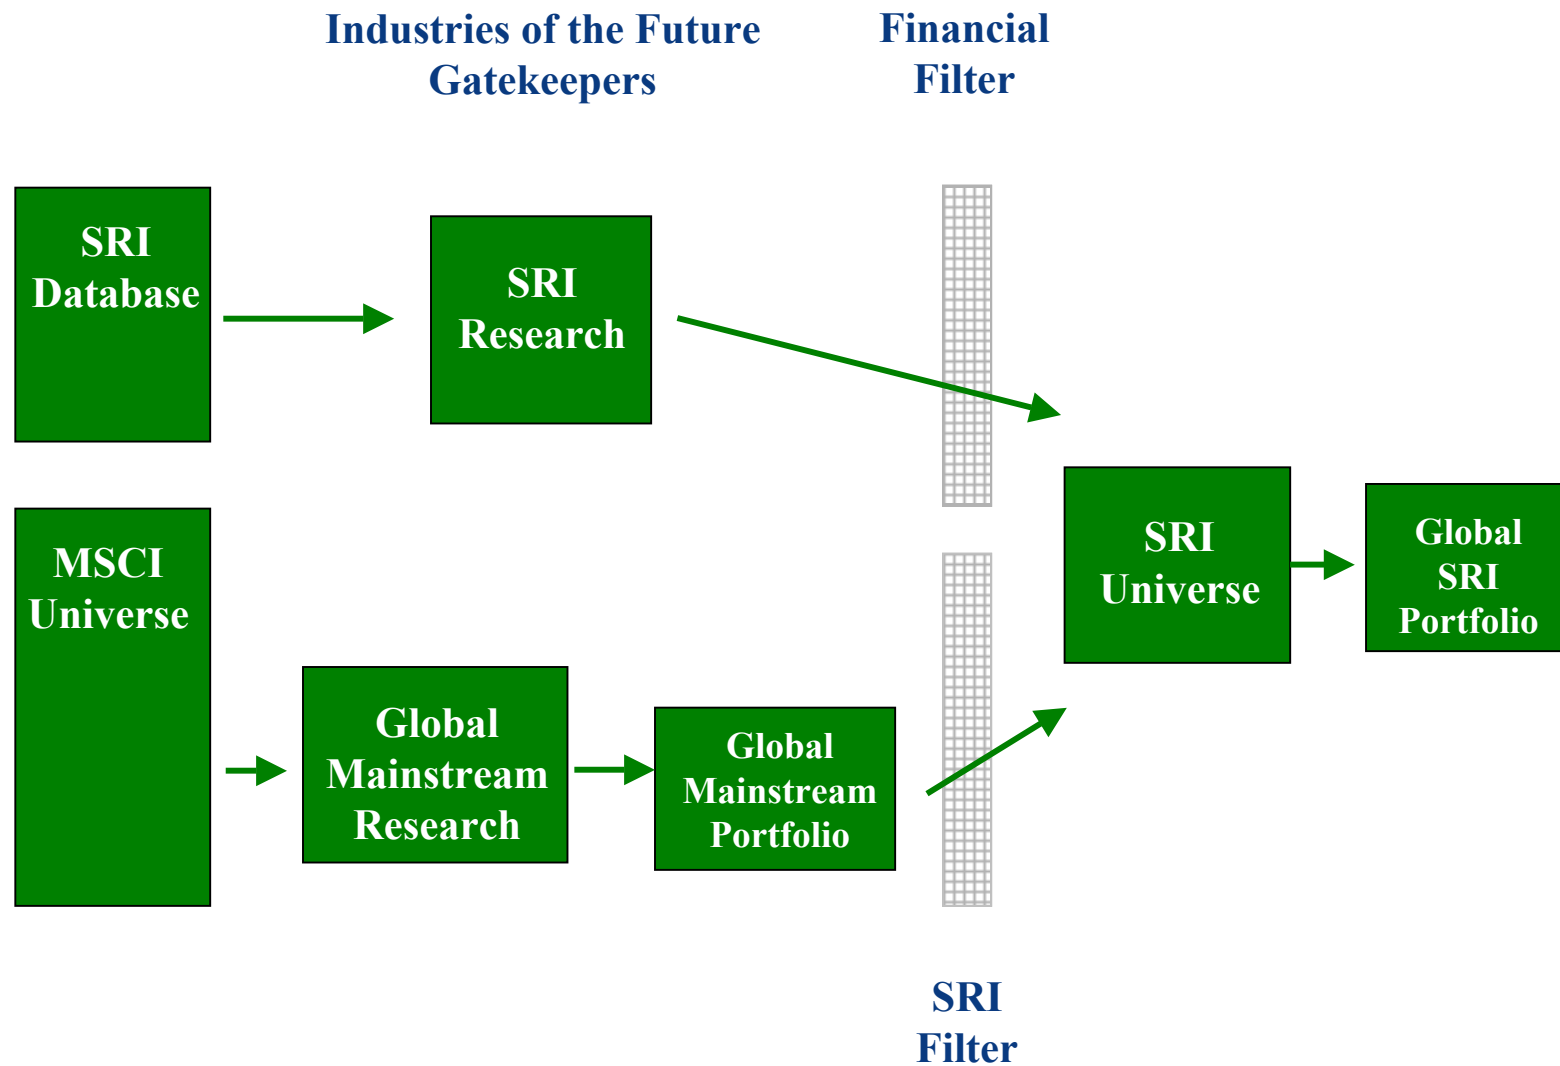 Industries of the Future
Gatekeepers
Financial
Filter
SRI
Database
SRI
Research
MSCI
Universe
Global
Mainstream
Research
Global
Mainstream
Portfolio
SRI
Universe
Global
SRI
Portfolio
SRI
Filter